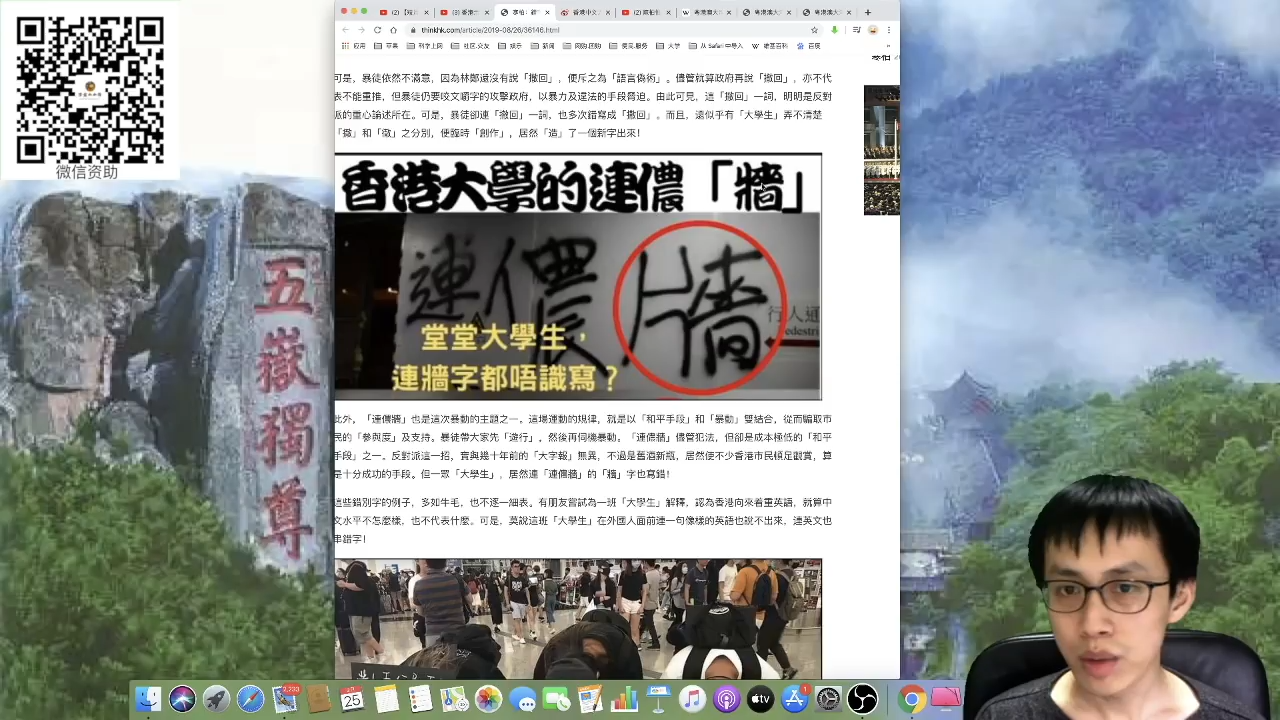 微信资助
五嶽獨尊
thinkhk.com/article/2019-08/26/36146.html
可是，暴徒依然不滿意，因為林鄭還沒有說「撤回」，便斥之為「語言偽術」。儘管就算政府再說「撤回」，亦不代
表不能重推，但暴徒仍要咬文嚼字的攻擊政府，以暴力及違法的手段脅迫。由此可見，這「撤回」一詞，明明是反對
派的重心論述所在。可是，暴徒卻連「撤回」一詞，也多次錯寫成「撒回」。而且，還似乎有「大學生」弄不清楚
之分別，便臨時「創作」，居然「造」了一個新字出來！
香港大學的連儂「牆」
連儂
堂堂大學生，
連牆字都唔識寫？
此外，「連儂牆」也是這次暴動的主題之一。這場運動的規律，就是以「和平手段」和「暴動」雙結合，從而騙取市
民的「參與度」及支持。暴徒帶大家先「遊行」，然後再伺機暴動。「連儂牆」儘管犯法，但卻是成本極低的「和平
手段」之一。反對派這一招，實與幾十年前的「大字報」無異，不過是舊酒新瓶，居然使不少香港市民頓足觀賞，算
是十分成功的手段。但一眾「大學生」，居然連「連儂牆」的「牆」字也寫錯！
這些錯別字的例子，多如牛毛，也不逐一細表。有朋友嘗試為一班「大學生」解釋，認為香港向來着重英語，就算中
文水平不怎麼樣，也不代表什麼。可是，莫說這班「大學生」在外國人面前連一句像樣的英語也說不出來，連英文也
串錯字！